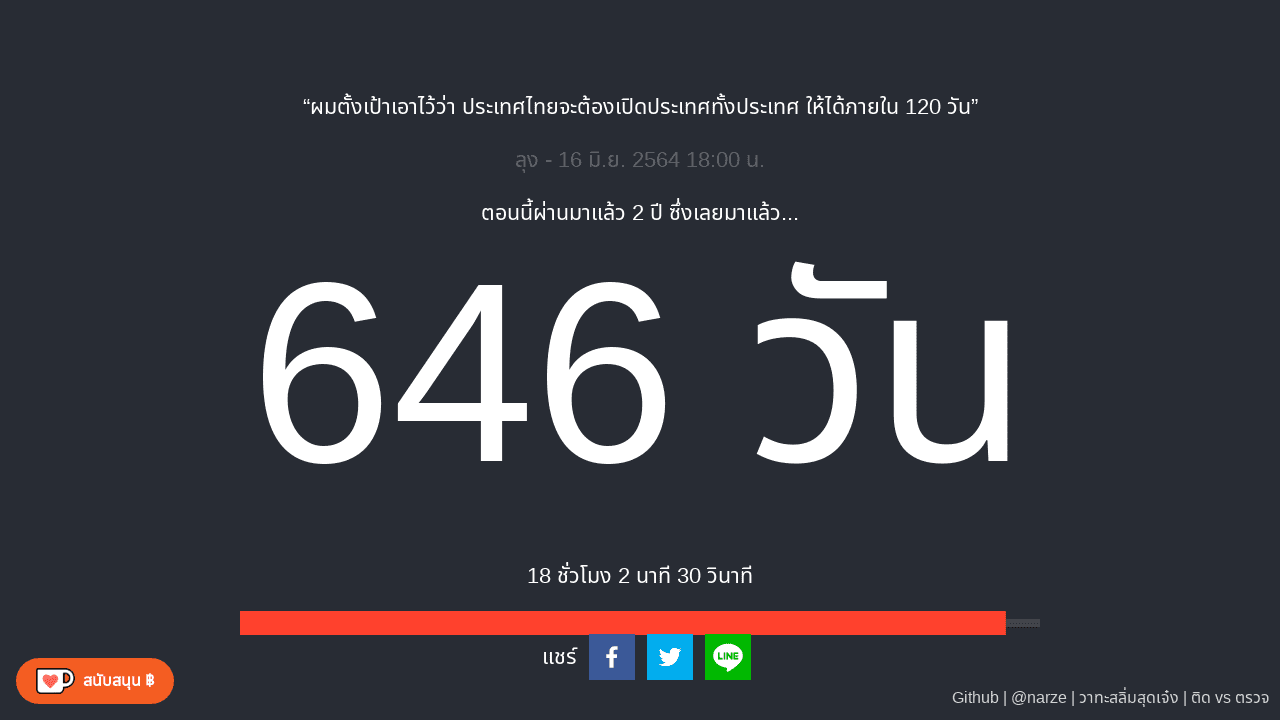 “ผมตั้งเป้าเอาไว้ว่า ประเทศไทยจะต้องเปิดประเทศทั้งประเทศ ให้ได้ภายใน 120 วัน”
ลุง - 16 มิ.ย. 2564 18:00 น.
ตอนนี้ผ่านมาแล้ว 2 ปี ซึ่งเลยมาแล้ว...
646 วัน
18 ชั่วโมง 2 นาที 30 วินาที
แชร์
LINE
สนับสนุน ฿
Github | @narze | วาทะสลิ่มสุดเจ๋ง | ติด vs ตรวจ